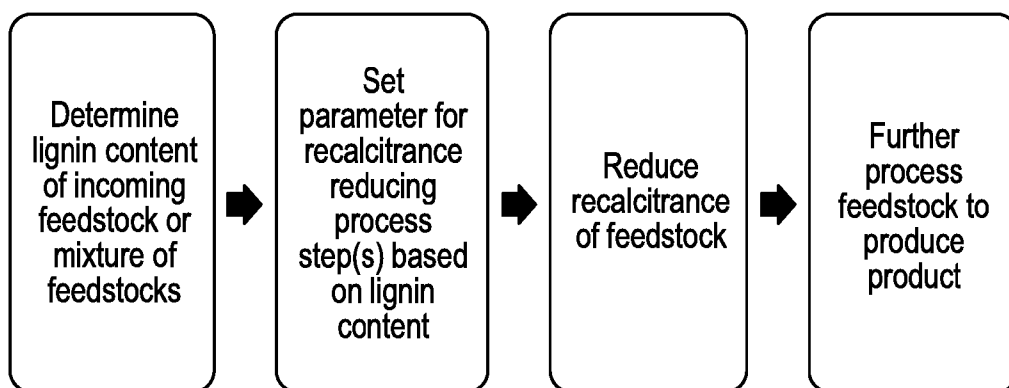 Determine
lignin content
of incoming
feedstock or
mixture of
feedstocks
Set
parameter for
recalcitrance
reducing
process
step(s) based
on lignin
content
Reduce
recalcitrance
of feedstock
Further
process
feedstock to
produce
product